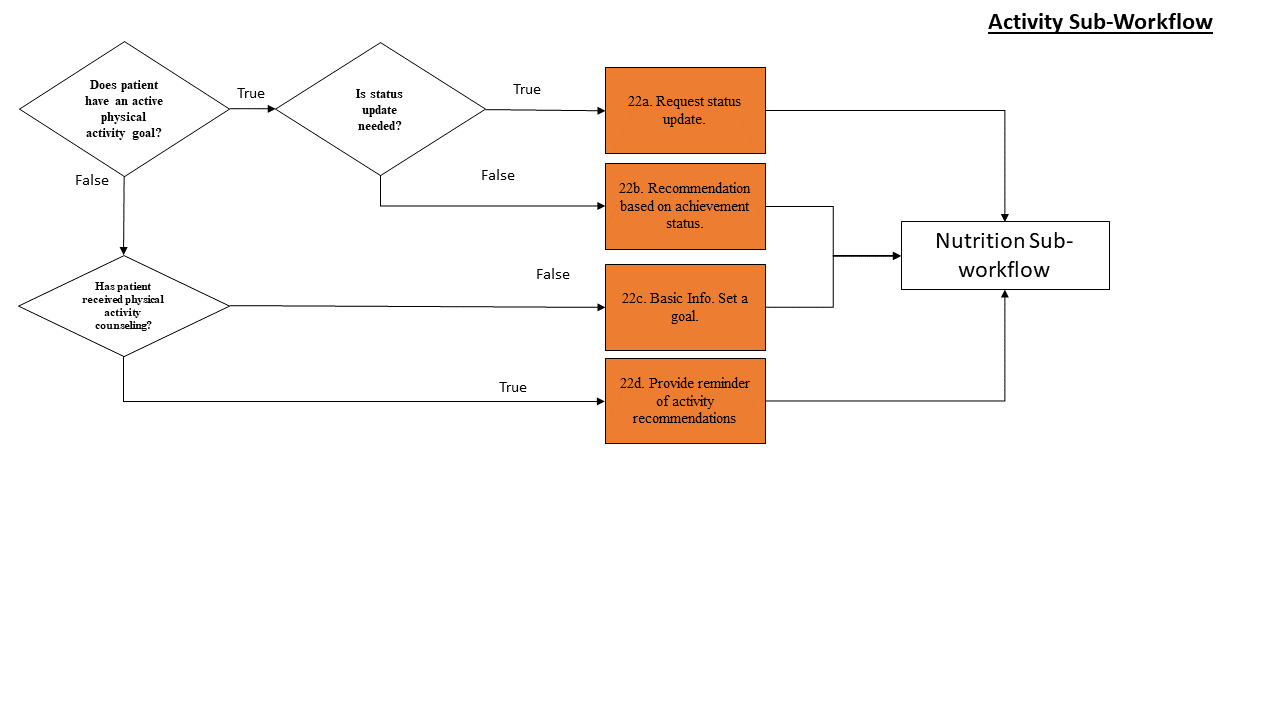 Activity Sub-Workflow
Does patient
have an active
physical
activity goal?
True
Is status
update
needed?
True
22a. Request status
update.
False
False
22b. Recommendation
based on achievement
status.
Nutrition Sub-
workflow
Has patient
received physical
activity
counseling?
False
22c. Basic Info. Set a
goal.
True
22d. Provide reminder
of activity
recommendations